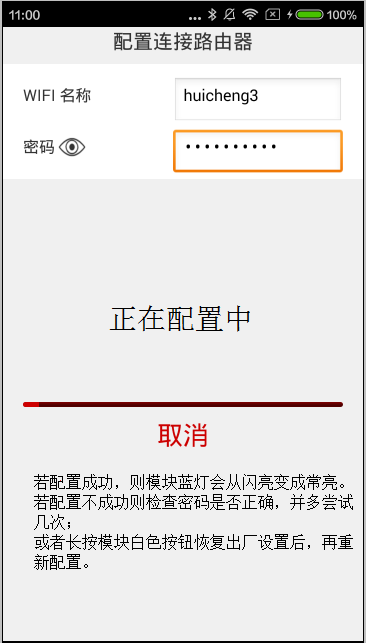 11:00 ... 100%
配置连接路由器
WIFI 名称 huicheng3
密码 ••••••••••
正在配置中
取消
若配置成功，则模块蓝灯会从闪亮变成常亮。
若配置不成功则检查密码是否正确，并多尝试
几次；
或者长按模块白色按钮恢复出厂设置后，再重
新配置。